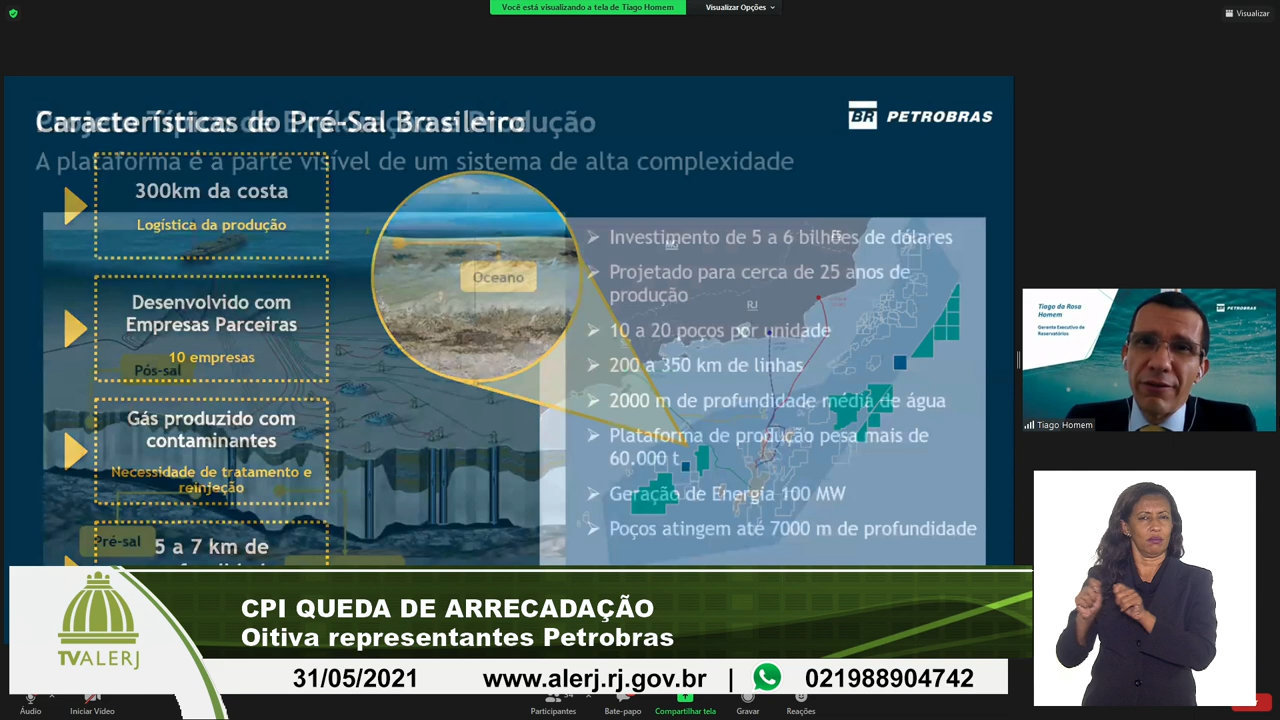 Você está visualizando a tela de Tiago Homem
Visualizar Opções
Visualizar
Características do Pré-Sal Brasileiro
Produção
A plataforma é a parte visível de um sistema de alta complexidade
BR PETROBRAS
300km da costa
Logística da produção
Desenvolvido com
Empresas Parceiras
10 empresas
Gás produzido com
contaminantes
Necessidade de tratamento e
reinjeção
5 a 7 km de
Oceano
Pós-sal
Pré-sal
Investimento de 5 a 6 bilhões de dólares
Projetado para cerca de 25 anos de
produção
10 a 20 poços por unidade
200 a 350 km de linhas
2000 m de profundidade média de água
Plataforma de produção pesa mais de
60.000 t
Geração de Energia 100 MW
Poços atingem até 7000 m de profundidade
MG
ES
RJ
Tiago da Rosa
Homem
Gerente Executivo de
Reservatórios
PETROBRAS
Tiago Homem
TVALERJ
CPI QUEDA DE ARRECADAÇÃO
Oitiva representantes Petrobras
31/05/2021
www.alerj.rj.gov.br
|
021988904742
Áudio
Iniciar Vídeo
Participantes
Bate-papo
Compartilhar tela
Gravar
Reações